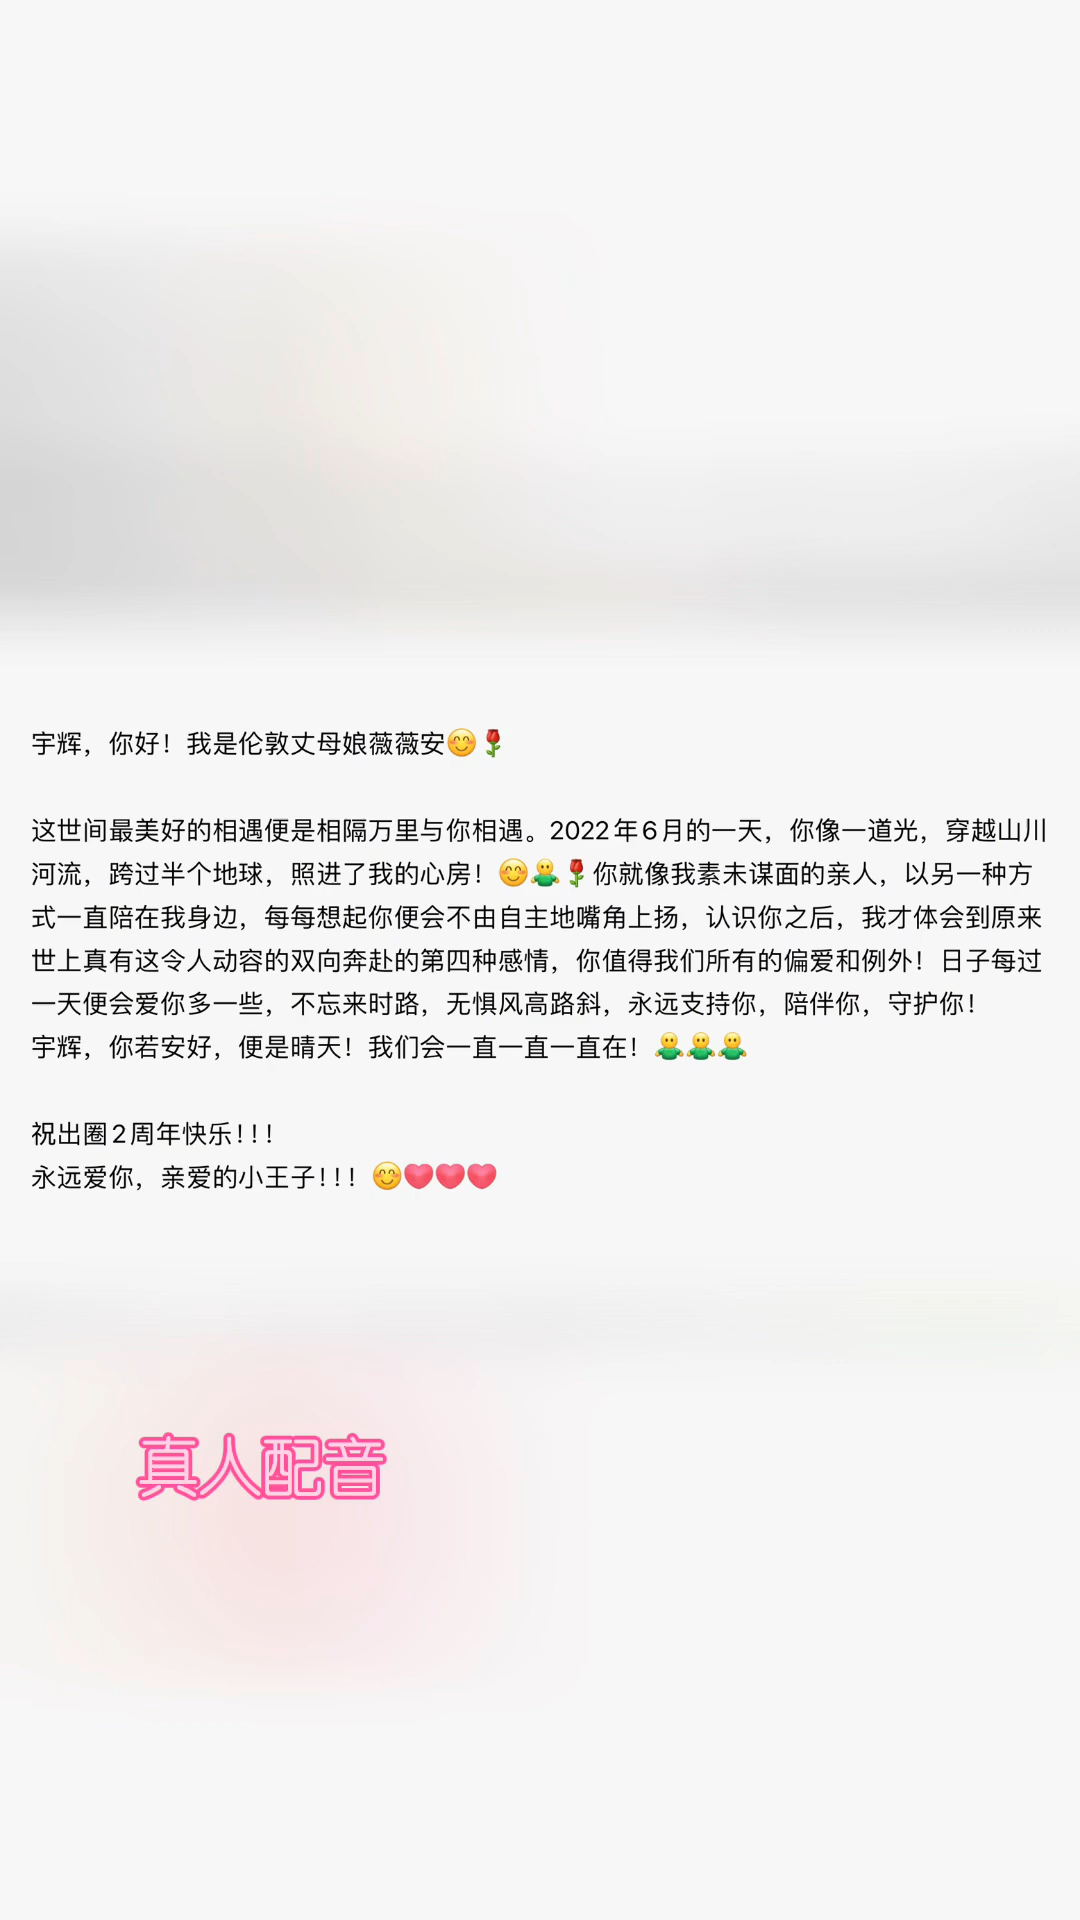 宇辉，你好！我是伦敦丈母娘薇薇安😊🌹
这世间最美好的相遇便是相隔万里与你相遇。2022年6月的一天，你像一道光，穿越山川
河流，跨过半个地球，照进了我的心房！😊🫂🌹你就像我素未谋面的亲人，以另一种方
式一直陪在我身边，每每想起你便会不由自主地嘴角上扬，认识你之后，我才体会到原来
世上真有这令人动容的双向奔赴的第四种感情，你值得我们所有的偏爱和例外！日子每过
一天便会爱你多一些，不忘来时路，无惧风高路斜，永远支持你，陪伴你，守护你！
宇辉，你若安好，便是晴天！我们会一直一直一直在！🫂🫂🫂
祝出圈2周年快乐！！！
永远爱你，亲爱的小王子！！！😊❤️❤️❤️
真人配音